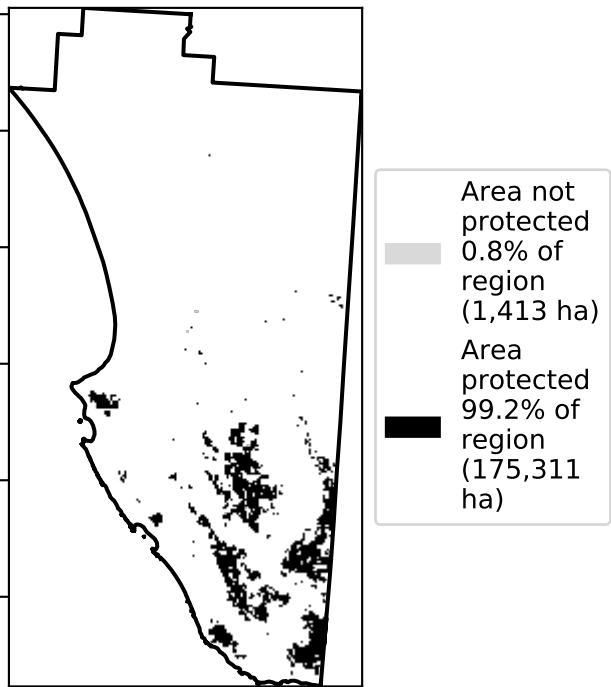 Area not
protected
0.8% of
region
(1,413 ha)
Area
protected
99.2% of
region
(175,311
ha)